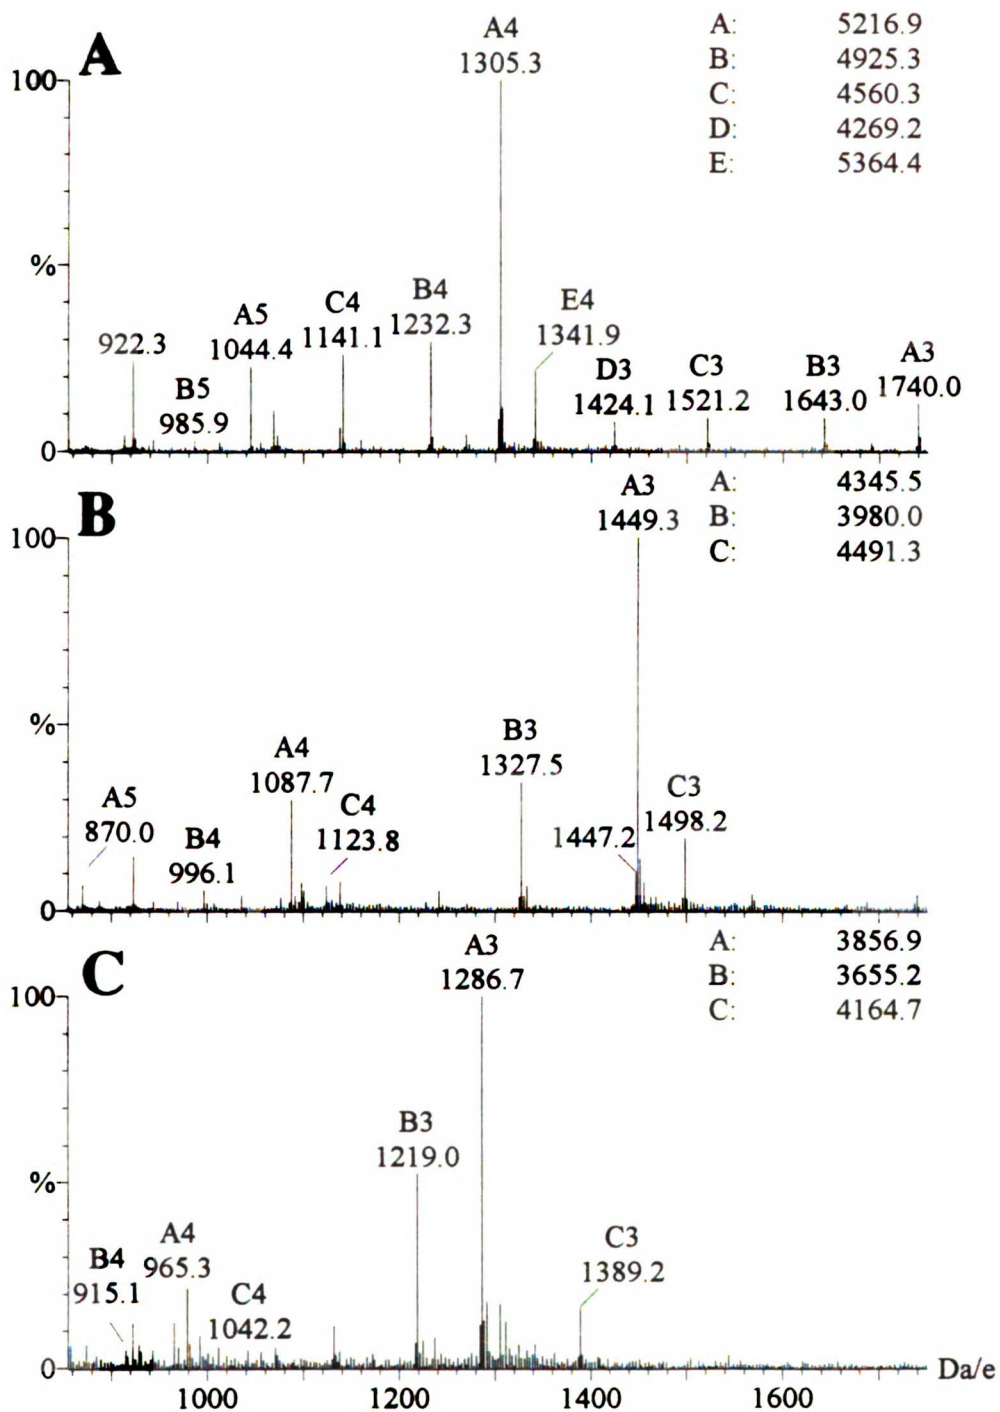 A
A4
1305.3
A: 5216.9
B: 4925.3
C: 4560.3
D: 4269.2
E: 5364.4
100
%
0
922.3
B5
985.9
A5
1044.4
C4
1141.1
B4
1232.3
E4
1341.9
D3
1424.1
C3
1521.2
B3
1643.0
A3
1740.0
B
A3
1449.3
A: 4345.5
B: 3980.0
C: 4491.3
100
%
0
A5
870.0
B4
996.1
A4
1087.7
C4
1123.8
B3
1327.5
1447.2
C3
1498.2
C
A3
1286.7
A: 3856.9
B: 3655.2
C: 4164.7
100
%
0
B4
915.1
A4
965.3
C4
1042.2
B3
1219.0
C3
1389.2
Da/e
1000 1200 1400 1600